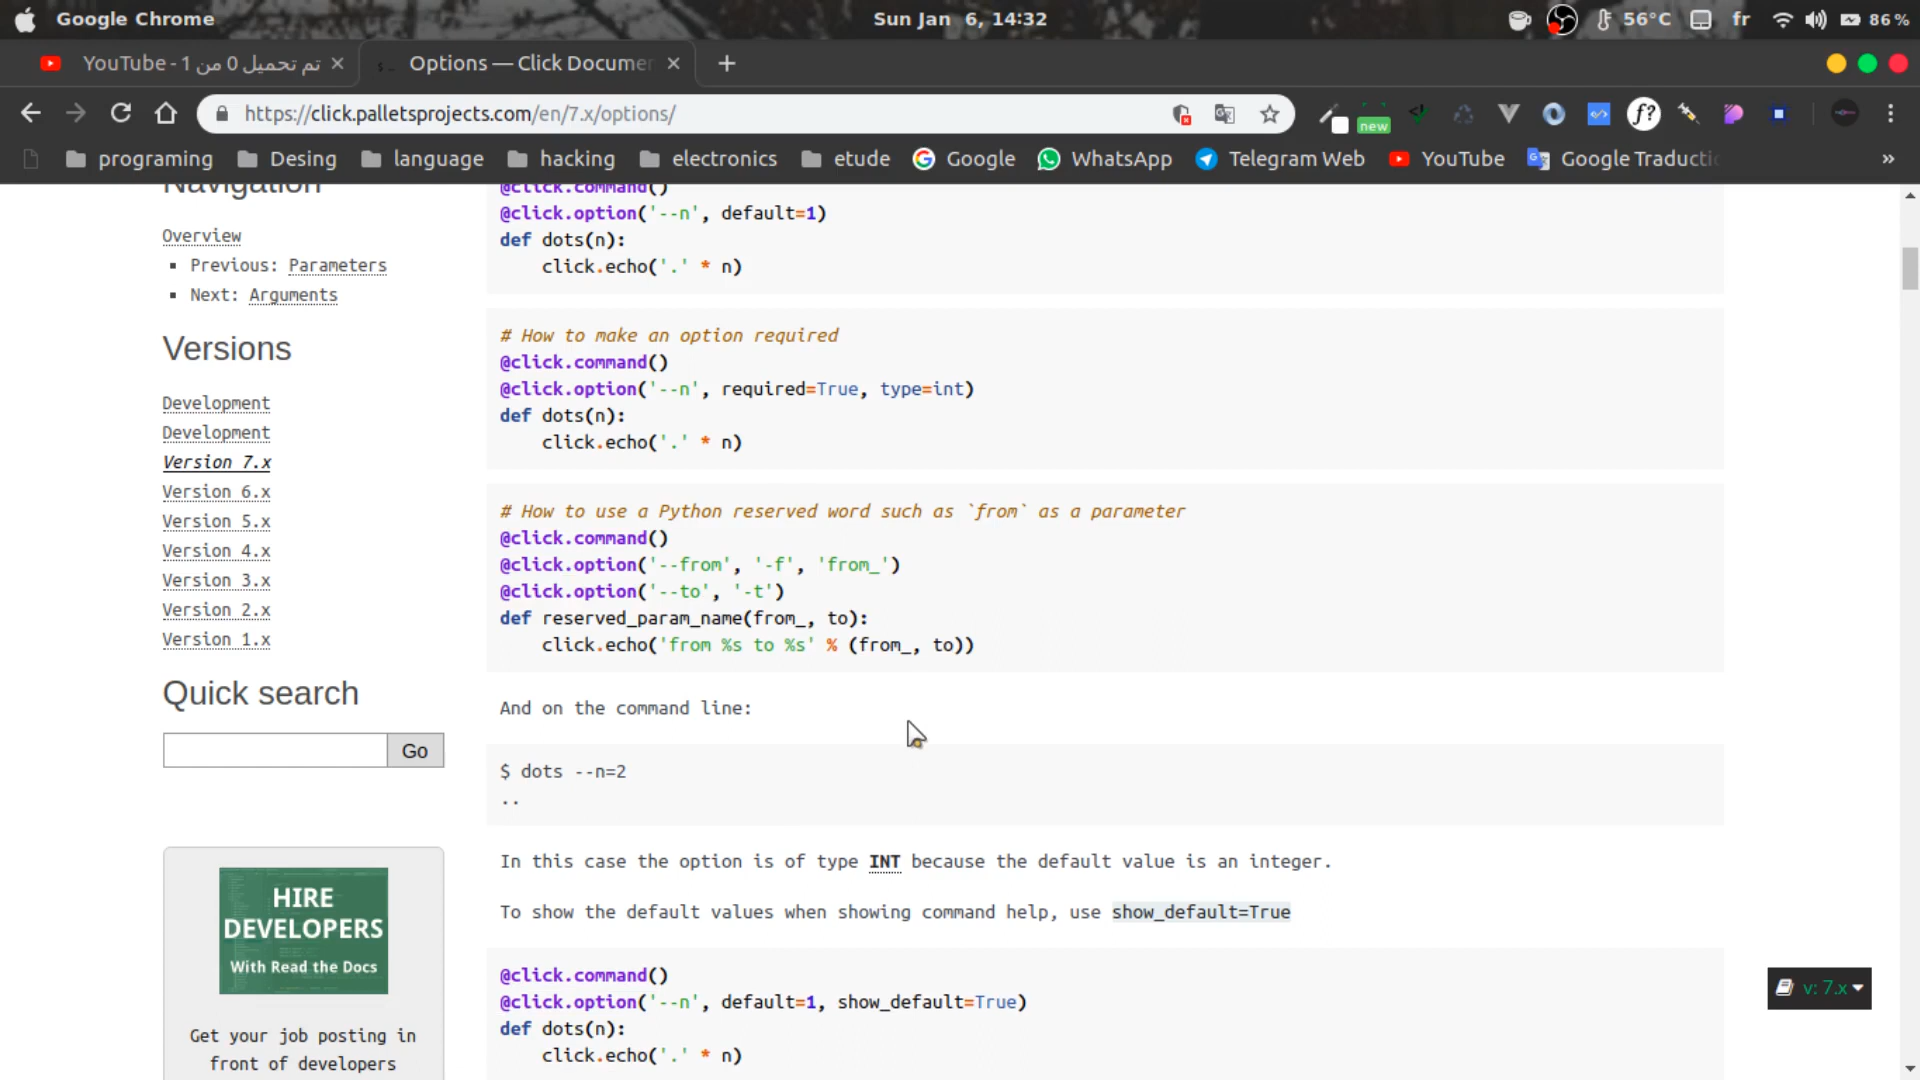 Google Chrome
Sun Jan 6, 14:32
56°C
fr
86%
YouTube - تم تحميل 0 من 1
Options — Click Documen
https://click.palletsprojects.com/en/7.x/options/
new
f?
programing
Desing
language
hacking
electronics
etude
Google
WhatsApp
Telegram Web
YouTube
Google Traducti
»
Navigation
Overview
Previous: Parameters
Next: Arguments
Versions
Development
Development
Version 7.x
Version 6.x
Version 5.x
Version 4.x
Version 3.x
Version 2.x
Version 1.x
Quick search
Go
HIRE
DEVELOPERS
With Read the Docs
Get your job posting in
front of developers
@click.command()
@click.option('--n', default=1)
def dots(n):
    click.echo('.' * n)
# How to make an option required
@click.command()
@click.option('--n', required=True, type=int)
def dots(n):
    click.echo('.' * n)
# How to use a Python reserved word such as `from` as a parameter
@click.command()
@click.option('--from', '-f', 'from_')
@click.option('--to', '-t')
def reserved_param_name(from_, to):
    click.echo('from %s to %s' % (from_, to))
And on the command line:
$ dots --n=2
..
In this case the option is of type INT because the default value is an integer.
To show the default values when showing command help, use show_default=True
@click.command()
@click.option('--n', default=1, show_default=True)
def dots(n):
    click.echo('.' * n)
v: 7.x